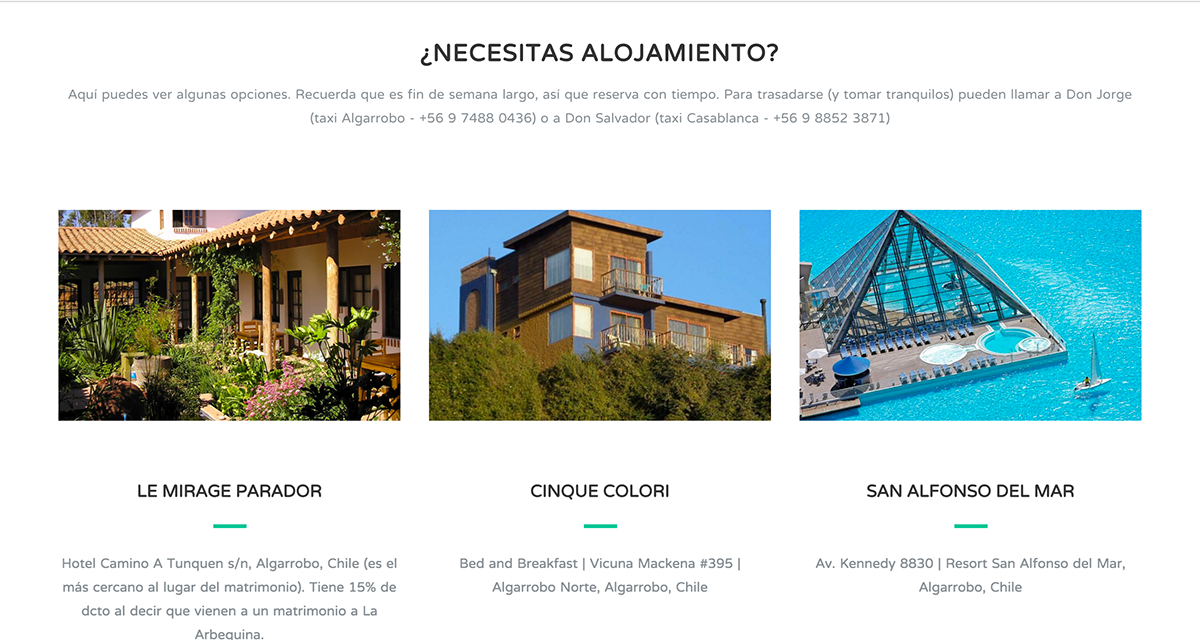 ¿NECESITAS ALOJAMIENTO?
Aquí puedes ver algunas opciones. Recuerda que es fin de semana largo, así que reserva con tiempo. Para trasadarse (y tomar tranquilos) pueden llamar a Don Jorge
(taxi Algarrobo - +56 9 7488 0436) o a Don Salvador (taxi Casablanca - +56 9 8852 3871)
LE MIRAGE PARADOR
Hotel Camino A Tunquen s/n, Algarrobo, Chile (es el
más cercano al lugar del matrimonio). Tiene 15% de
dcto al decir que vienen a un matrimonio a La
Arbequina.
CINQUE COLORI
Bed and Breakfast | Vicuna Mackena #395 |
Algarrobo Norte, Algarrobo, Chile
SAN ALFONSO DEL MAR
Av. Kennedy 8830 | Resort San Alfonso del Mar,
Algarrobo, Chile